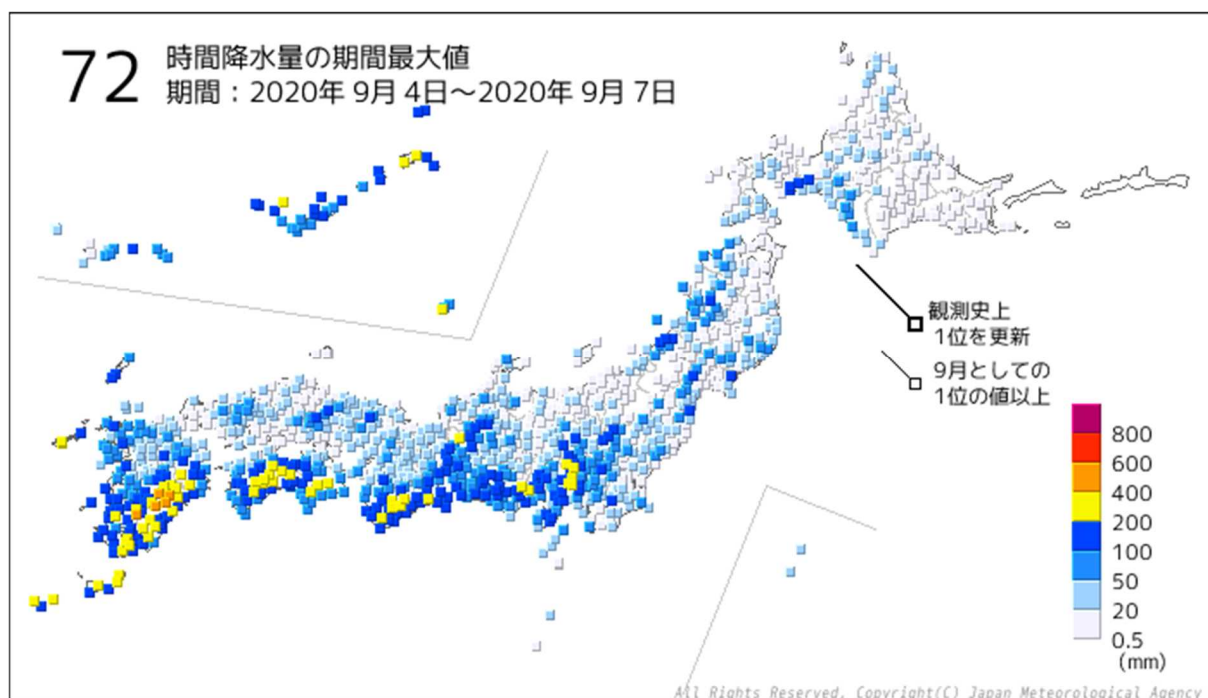 72
時間降水量の期間最大値
期間：2020年 9月 4日～2020年 9月 7日
観測史上
1位を更新
9月としての
1位の値以上
800
600
400
200
100
50
20
0.5
(mm)
All Rights Reserved. Copyright(C) Japan Meteorological Agency